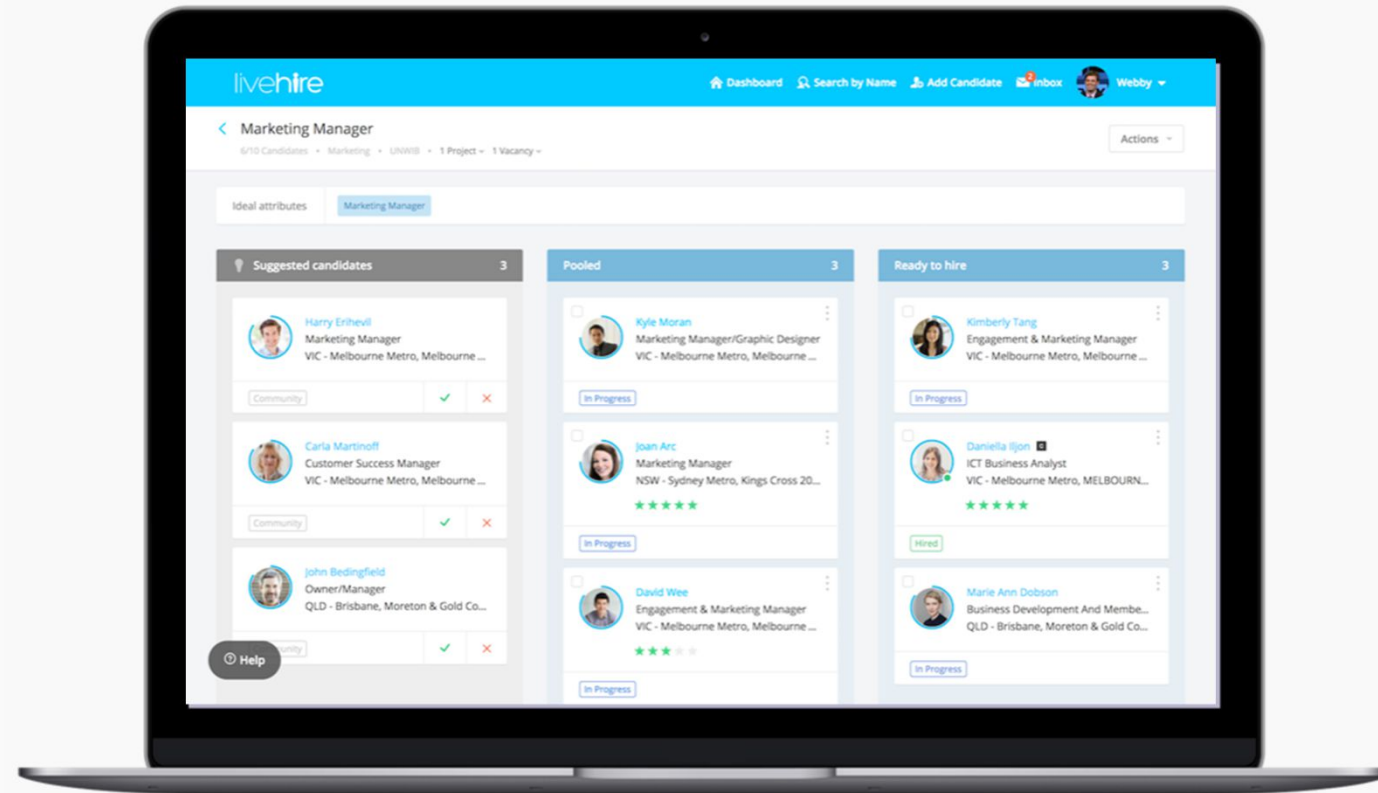 livehire
Dashboard Search by Name Add Candidate 2 Inbox Webby
Marketing Manager
6/10 Candidates • Marketing • UNWIB • 1 Project 1 Vacancy
Actions
Ideal attributes Marketing Manager
Suggested candidates 3
Harry Erihevil
Marketing Manager
VIC - Melbourne Metro, Melbourne ...
Community
Carla Martinoff
Customer Success Manager
VIC - Melbourne Metro, Melbourne ...
Community
John Bedingfield
Owner/Manager
QLD - Brisbane, Moreton & Gold Co...
Help
Pooled 3
Kyle Moran
Marketing Manager/Graphic Designer
VIC - Melbourne Metro, Melbourne ...
In Progress
Joan Arc
Marketing Manager
NSW - Sydney Metro, Kings Cross 20...
In Progress
David Wee
Engagement & Marketing Manager
VIC - Melbourne Metro, Melbourne ...
In Progress
Ready to hire 3
Kimberly Tang
Engagement & Marketing Manager
VIC - Melbourne Metro, Melbourne ...
In Progress
Daniella Iljon
ICT Business Analyst
VIC - Melbourne Metro, MELBOURN...
Hired
Marie Ann Dobson
Business Development And Membe...
QLD - Brisbane, Moreton & Gold Co...
In Progress